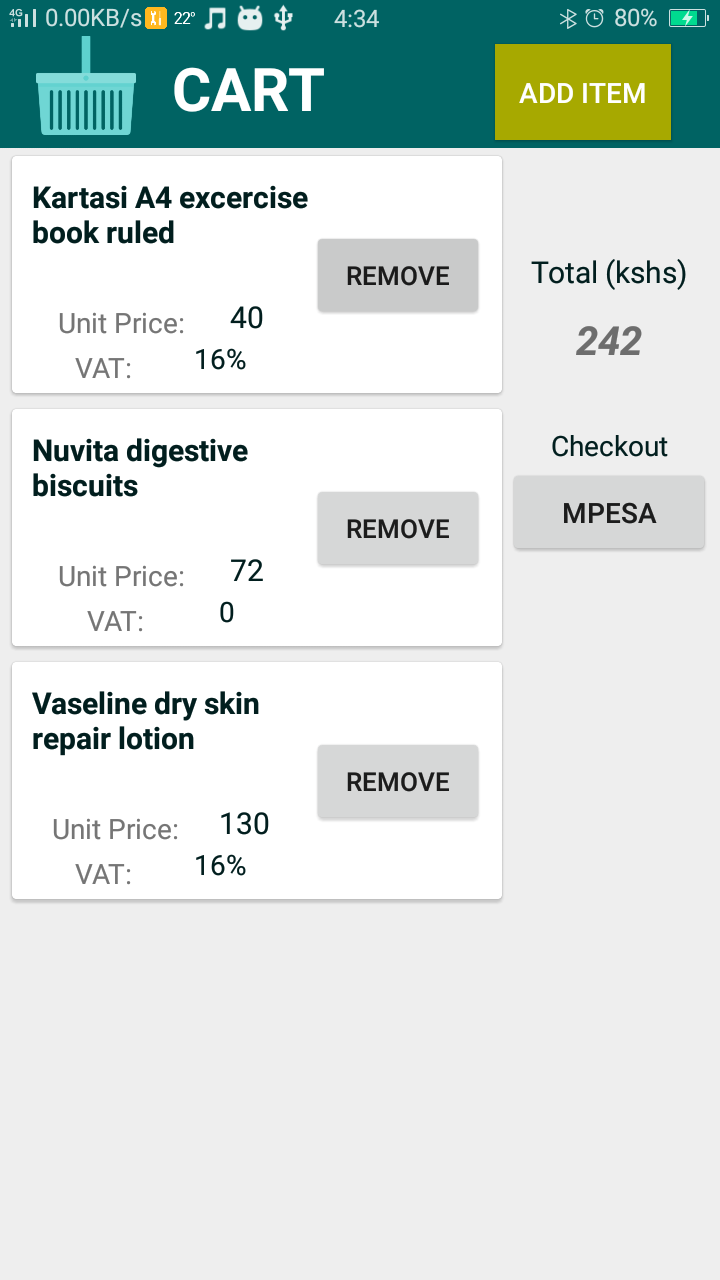 4G 0.00KB/s 22° 4:34 80%
CART
ADD ITEM
Kartasi A4 excercise
book ruled
REMOVE
Unit Price: 40
VAT: 16%
Total (kshs)
242
Checkout
MPESA
Nuvita digestive
biscuits
REMOVE
Unit Price: 72
VAT: 0
Vaseline dry skin
repair lotion
REMOVE
Unit Price: 130
VAT: 16%